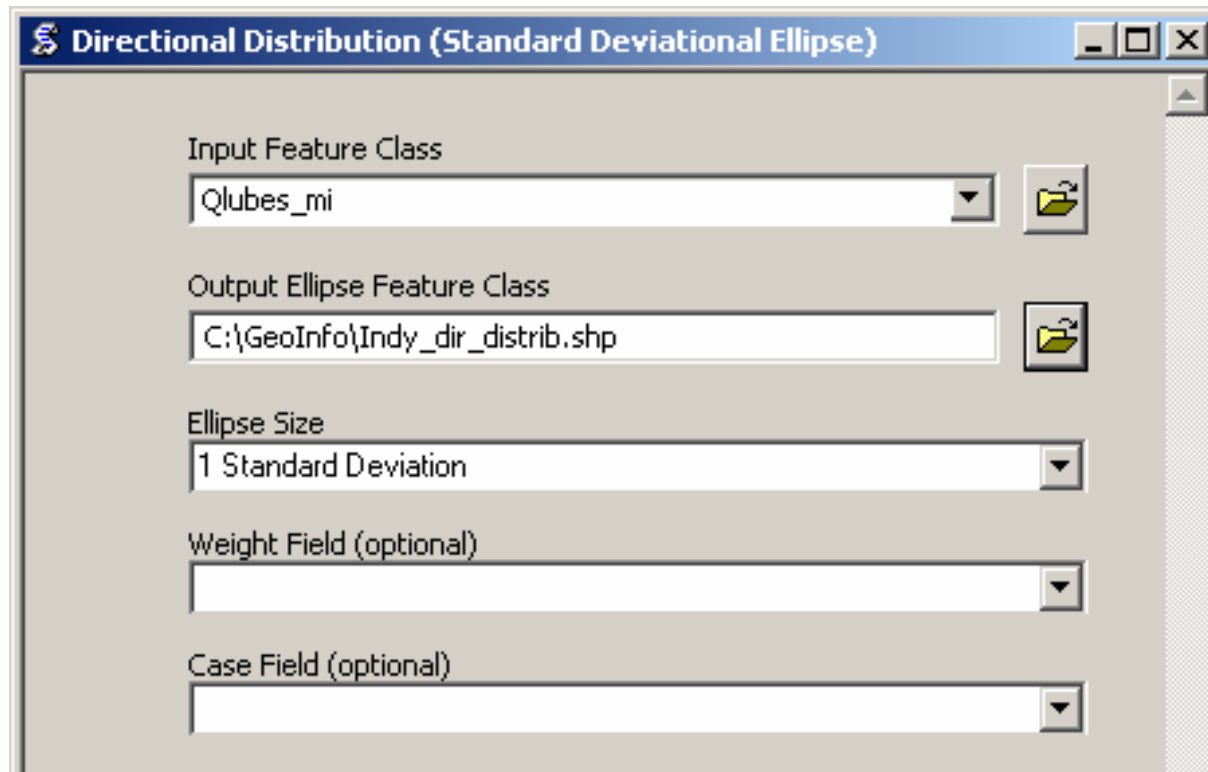 Directional Distribution (Standard Deviational Ellipse)
Input Feature Class
Qlubes_mi
Output Ellipse Feature Class
C:\GeoInfo\Indy_dir_distrib.shp
Ellipse Size
1 Standard Deviation
Weight Field (optional)
Case Field (optional)